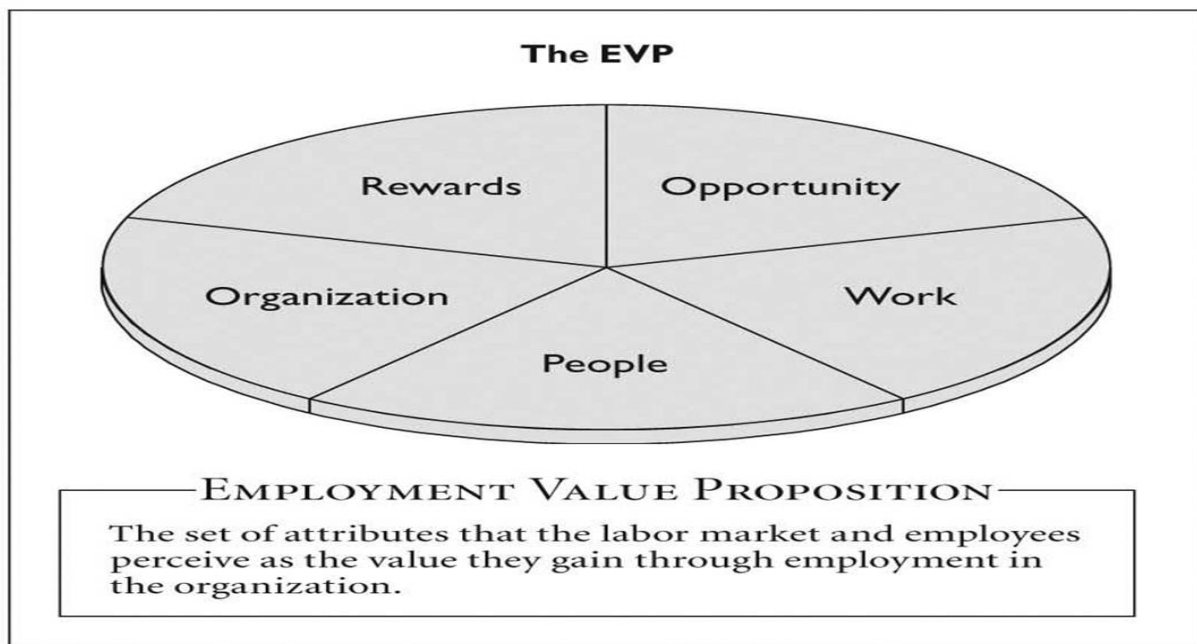 The EVP
Rewards
Opportunity
Organization
Work
People
EMPLOYMENT VALUE PROPOSITION
The set of attributes that the labor market and employees
perceive as the value they gain through employment in
the organization.